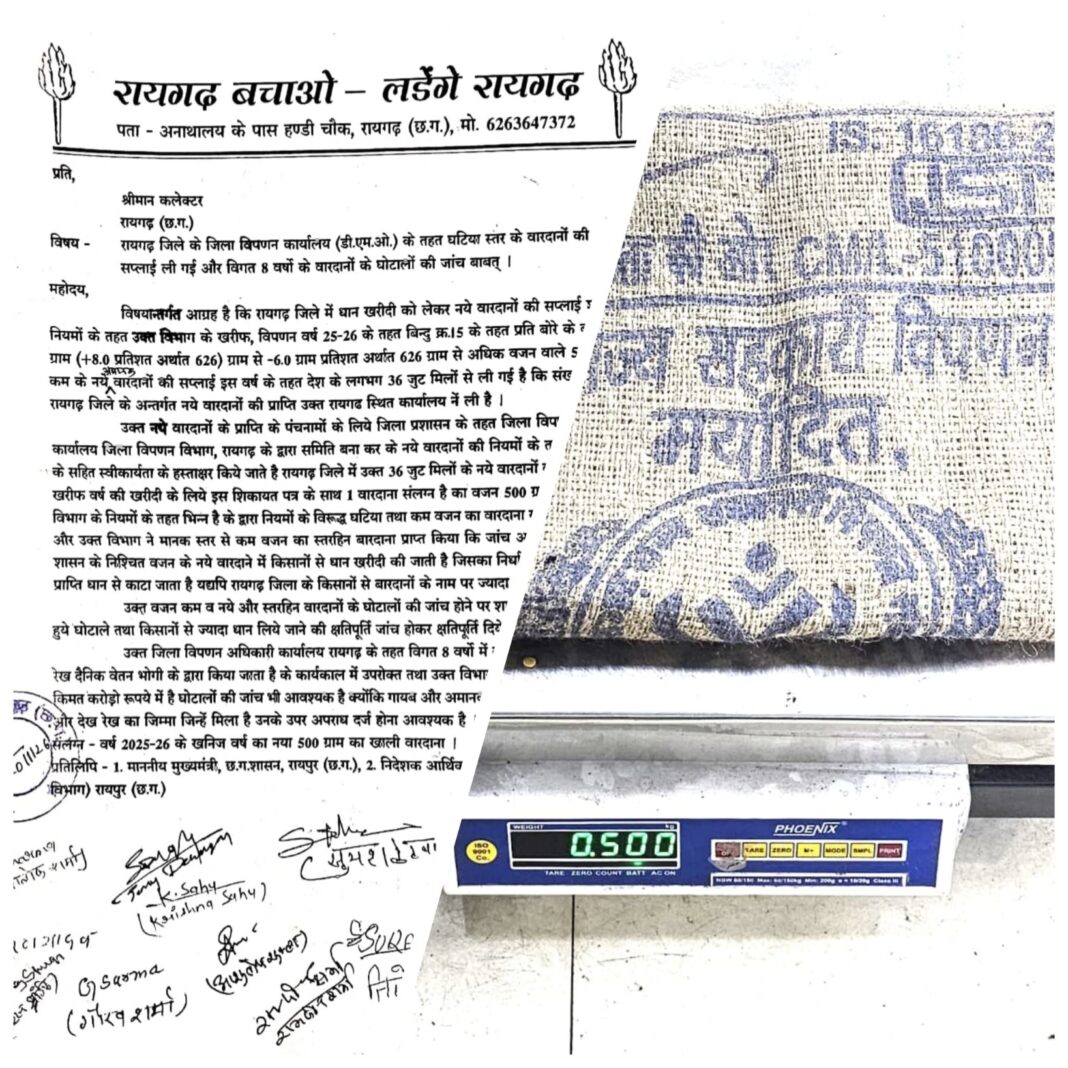 रायगढ़ बचाओ – लड़ेंगे रायगढ़
पता - अनाथालय के पास हण्डी चौक, रायगढ़ (छ.ग.), मो. 6263647372
प्रति,
श्रीमान कलेक्टर
रायगढ़ (छ.ग.)
विषय - रायगढ़ जिले के जिला विपणन कार्यालय (डी.एम.ओ.) के तहत घटिया स्तर के वारदानों की
सप्लाई ली गई और विगत 8 वर्षो के वारदानों के घोटालों की जांच बाबत् ।
महोदय,
विषयान्तर्गत आग्रह है कि रायगढ़ जिले में धान खरीदी को लेकर नये वारदानों की सप्लाई
नियमों के तहत उक्त विभाग के खरीफ, विपणन वर्ष 25-26 के तहत बिन्दु क्र.15 के तहत प्रति बोरे के
ग्राम (+8.0 प्रतिशत अर्थात 626) ग्राम से -6.0 ग्राम प्रतिशत अर्थात 626 ग्राम से अधिक वजन वाले 5
कम के नये वारदानों की सप्लाई इस वर्ष के तहत देश के लगभग 36 जुट मिलों से ली गई है कि
रायगढ़ जिले के अन्तर्गत नये वारदानों की प्राप्ति उक्त रायगढ स्थित कार्यालय नें ली है ।
उक्त नये वारदानों के प्राप्ति के पंचनामों के लिये जिला प्रशासन के तहत जिला
कार्यालय जिला विपणन विभाग, रायगढ़ के द्वारा समिति बना कर के नये वारदानों की नियमों के
के सहित स्वीकार्यता के हस्ताक्षर किये जाते है रायगढ़ जिले में उक्त 36 जुट मिलों के नये वारदानों
खरीफ वर्ष की खरीदी के लिये इस शिकायत पत्र के साथ 1 वारदाना संलग्न है का वजन 500
विभाग के नियमों के तहत भिन्न है के द्वारा नियमों के विरूद्ध घटिया तथा कम वजन का वारदाना
और उक्त विभाग ने मानक स्तर से कम वजन का स्तरहिन बारदाना प्राप्त किया कि जांच
शासन के निश्चित वजन के नये वारदाने में किसानों से धान खरीदी की जाती है जिसका
प्राप्ति धान से काटा जाता है यद्यपि रायगढ़ जिला के किसानों से बारदानों के नाम पर ज्यादा
उक्त वजन कम व नये और स्तरहिन वारदानों के घोटालों की जांच होने पर
हुये घोटाले तथा किसानों से ज्यादा धान लिये जाने की क्षतिपूर्ति जांच होकर क्षतिपूर्ति
उक्त जिला विपणन अधिकारी कार्यालय रायगढ़ के तहत विगत 8 वर्षों में
रेख दैनिक वेतन भोगी के द्वारा किया जाता है के कार्यकाल में उपरोक्त तथा उक्त
किमत करोड़ो रूपये में है घोटालों की जांच भी आवश्यक है क्योंकि गायब और
और देख रेख का जिम्मा जिन्हें मिला है उनके उपर अपराध दर्ज होना आवश्यक है
संलग्न - वर्ष 2025-26 के खनिज वर्ष का नया 500 ग्राम का खाली वारदाना ।
प्रतिलिपि - 1. माननीय मुख्यमंत्री, छ.ग.शासन, रायपुर (छ.ग.), 2. निदेशक आर्थिक
विभाग) रायपुर (छ.ग.)
K. Sahu
(Krishna Sahu)
G Sarma
(गौरव शर्मा)
IS: 16186
JST
की ओर CM/L-51000
सहकारी विपणन
मर्यादित,
WEIGHT kg
0.500
TARE ZERO COUNT BATT AC ON
ISO
9001
Co.
PHOENIX
TARE ZERO M+ MODE SMPL PRINT